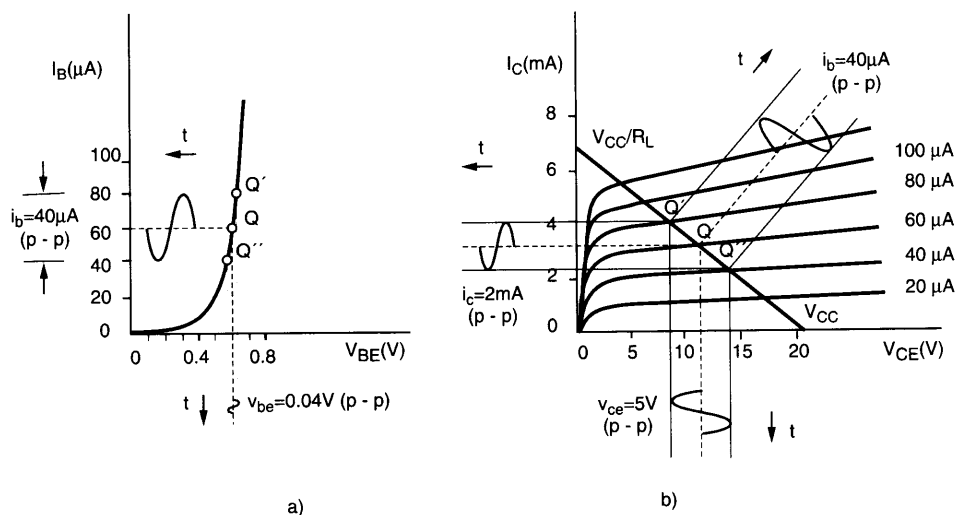 I_B(μA)
t
100
80
60
40
20
0
i_b=40μA
(p - p)
Q´
Q
Q´´
0
0.4
0.8
V_BE(V)
t
v_be=0.04V (p - p)
a)
I_C(mA)
t
i_b=40μA
(p - p)
8
6
4
2
0
V_CC/R_L
t
100 μA
80 μA
60 μA
40 μA
20 μA
Q´
Q
Q´´
i_c=2mA
(p - p)
V_CC
0
5
10
15
20
V_CE(V)
v_ce=5V
(p - p)
t
b)